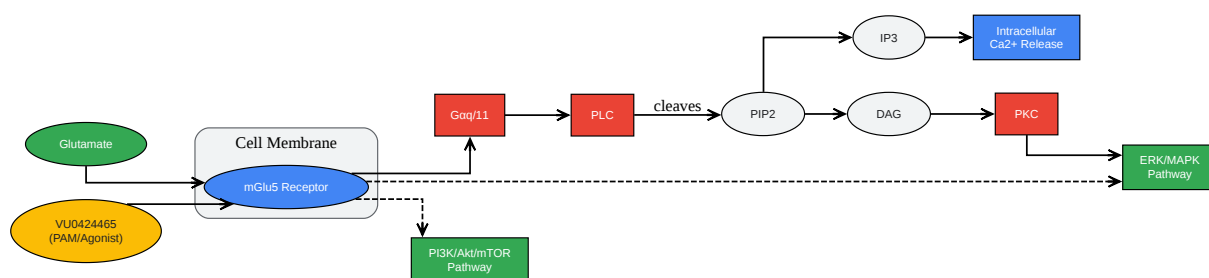 IP3
Intracellular
Ca2+ Release
Gαq/11
PLC
cleaves
PIP2
DAG
PKC
Glutamate
Cell Membrane
mGlu5 Receptor
ERK/MAPK
Pathway
VU0424465
(PAM/Agonist)
PI3K/Akt/mTOR
Pathway